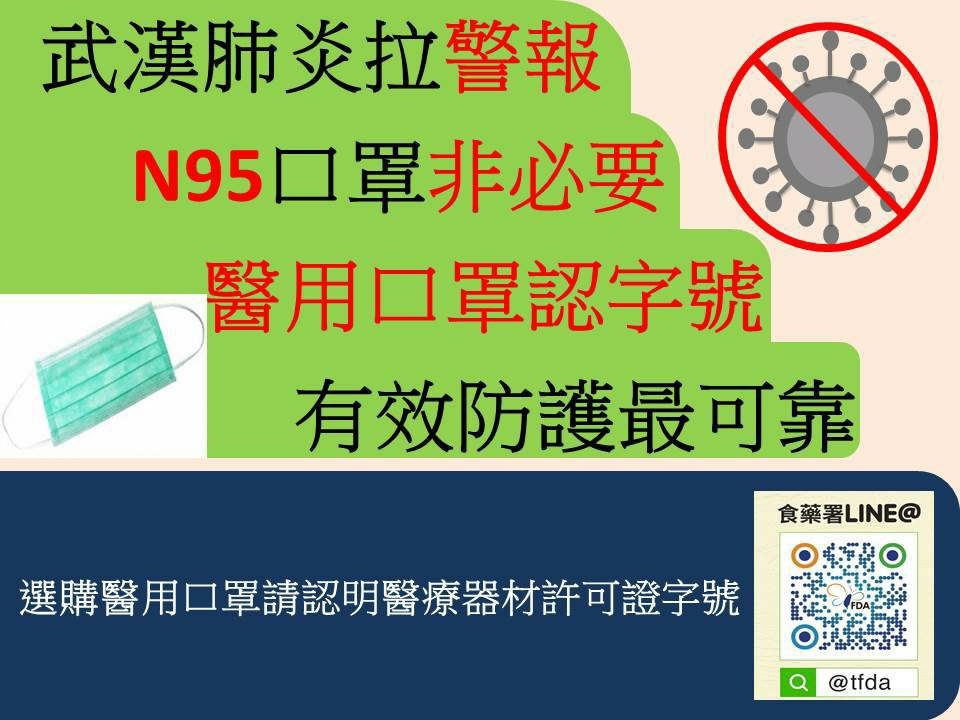 武漢肺炎拉警報
N95口罩非必要
醫用口罩認字號
有效防護最可靠
選購醫用口罩請認明醫療器材許可證字號
食藥署LINE@
FDA
@tfda